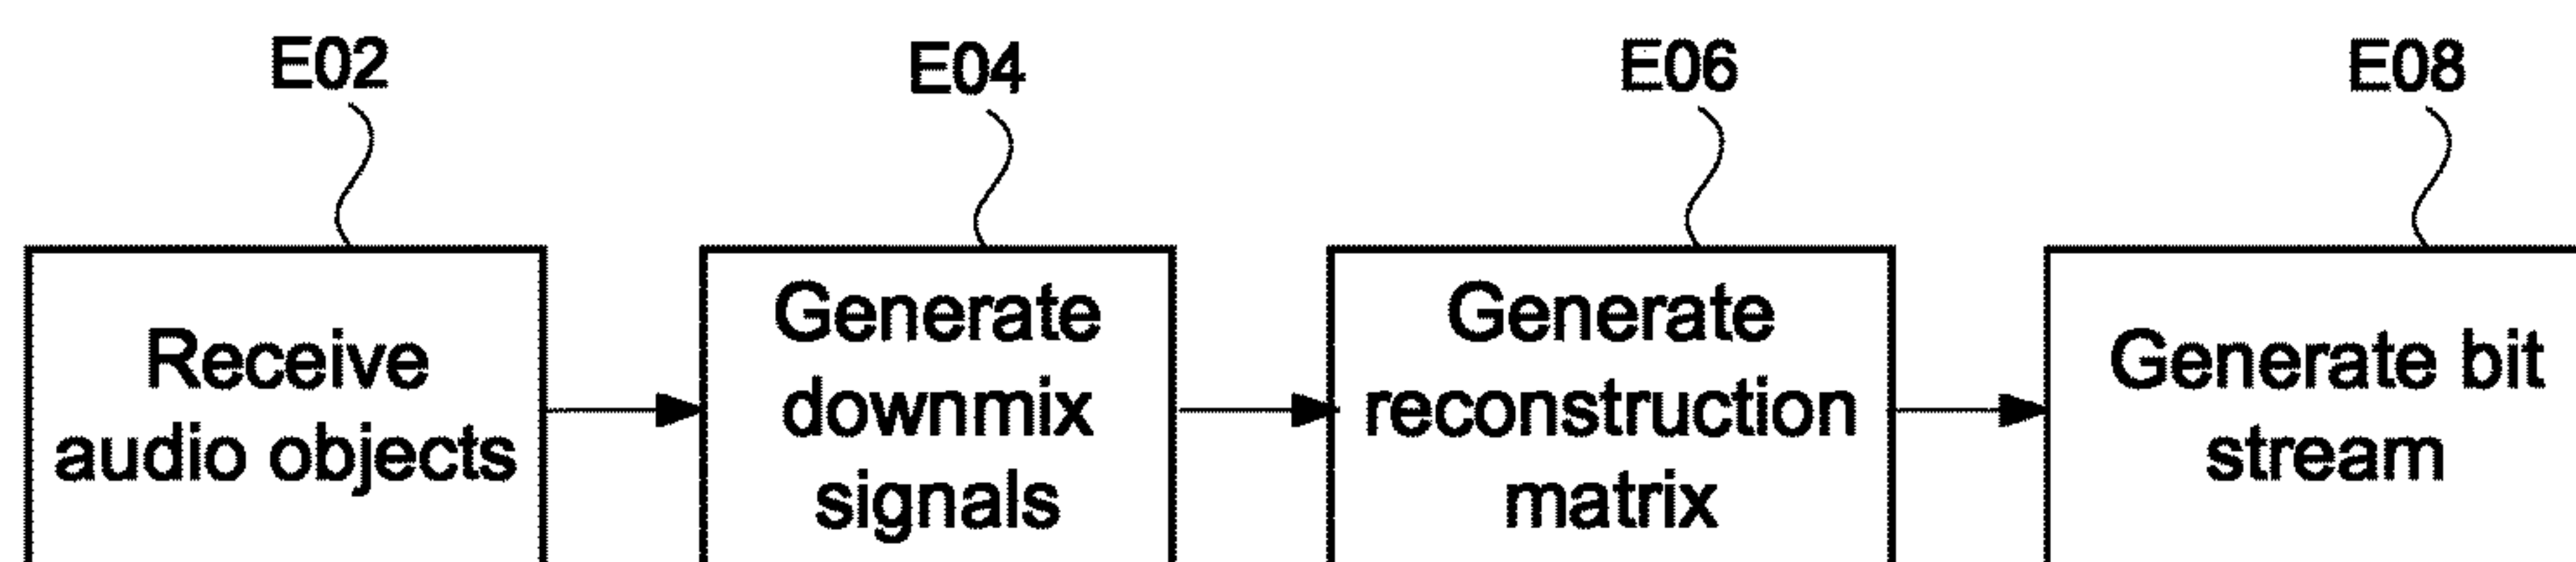 E02
E04
E06
E08
Receive
audio objects
Generate
downmix
signals
Generate
reconstruction
matrix
Generate bit
stream